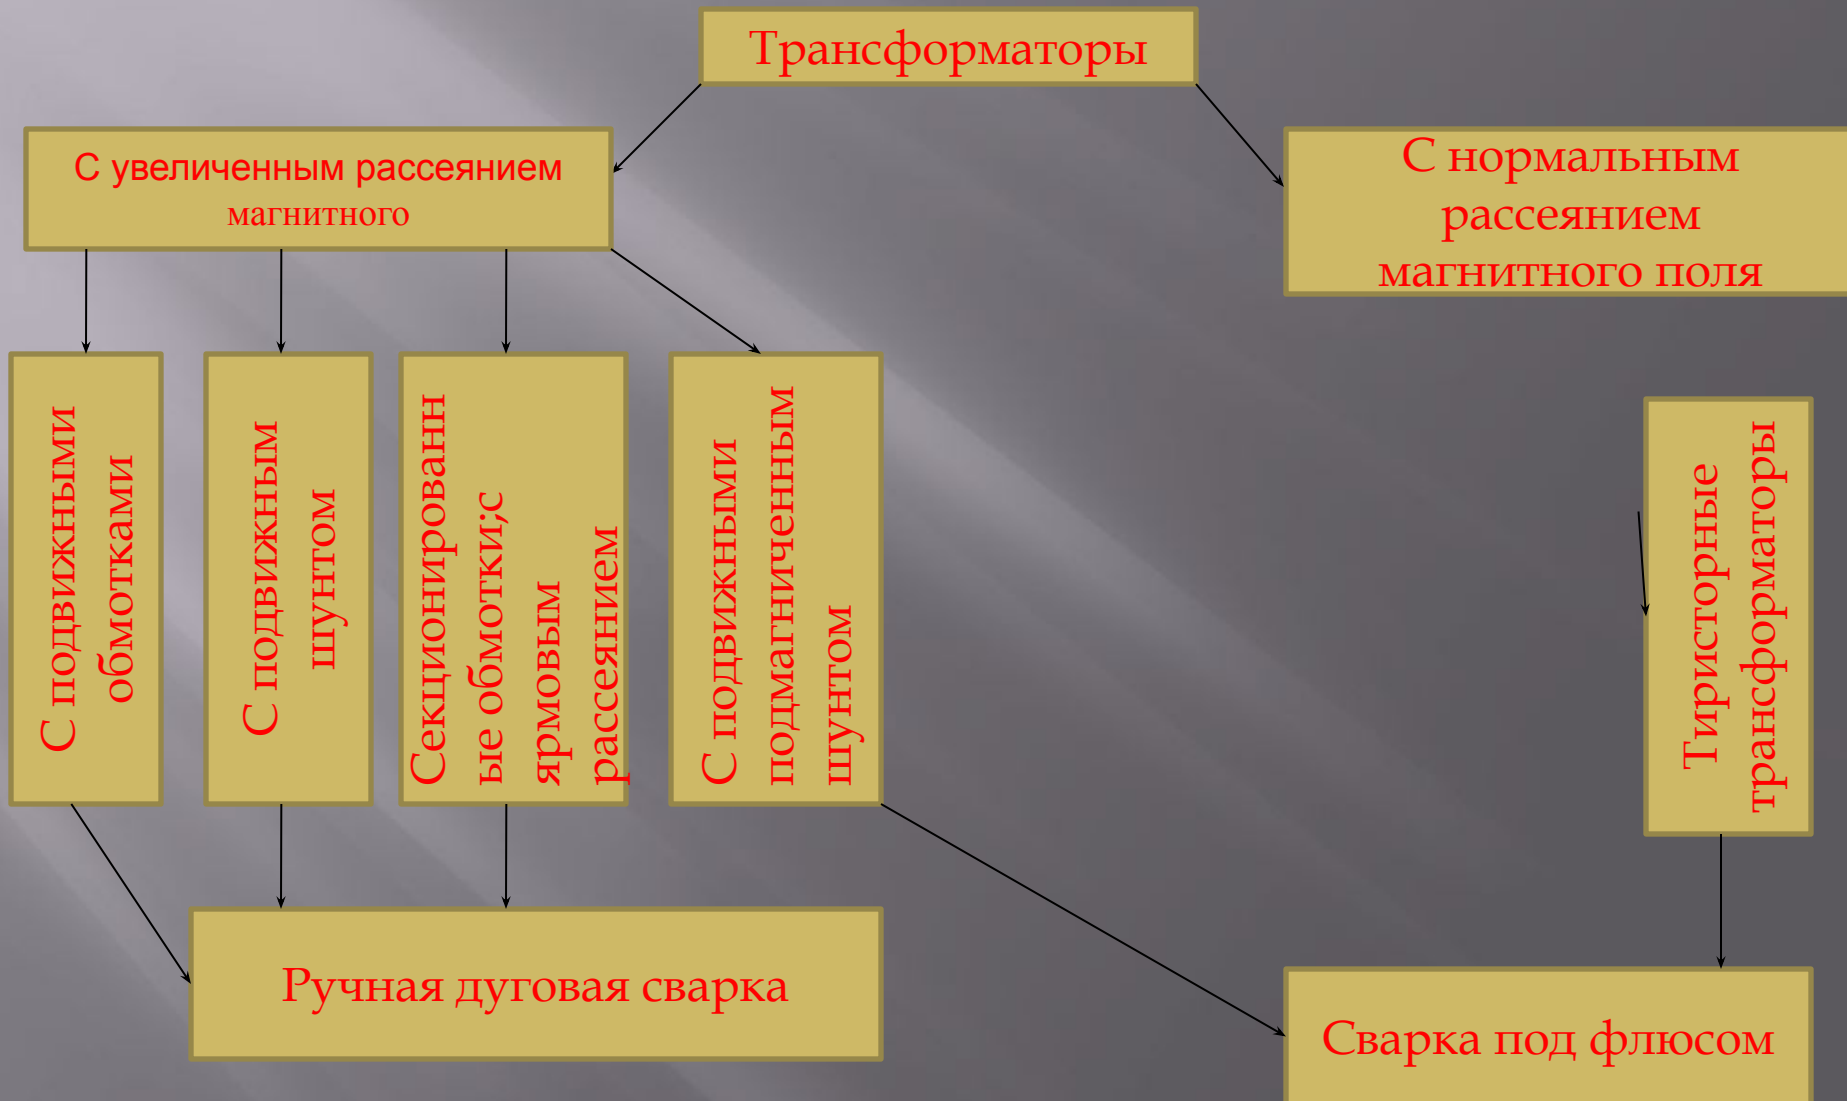 Трансформаторы
С увеличенным рассеянием
магнитного
С нормальным
рассеянием
магнитного поля
С подвижными
обмотками
С подвижным
шунтом
Секционированн
ые обмотки;с
ярмовым
рассеянием
С подвижными
подмагниченным
шунтом
Тиристорные
трансформаторы
Ручная дуговая сварка
Сварка под флюсом